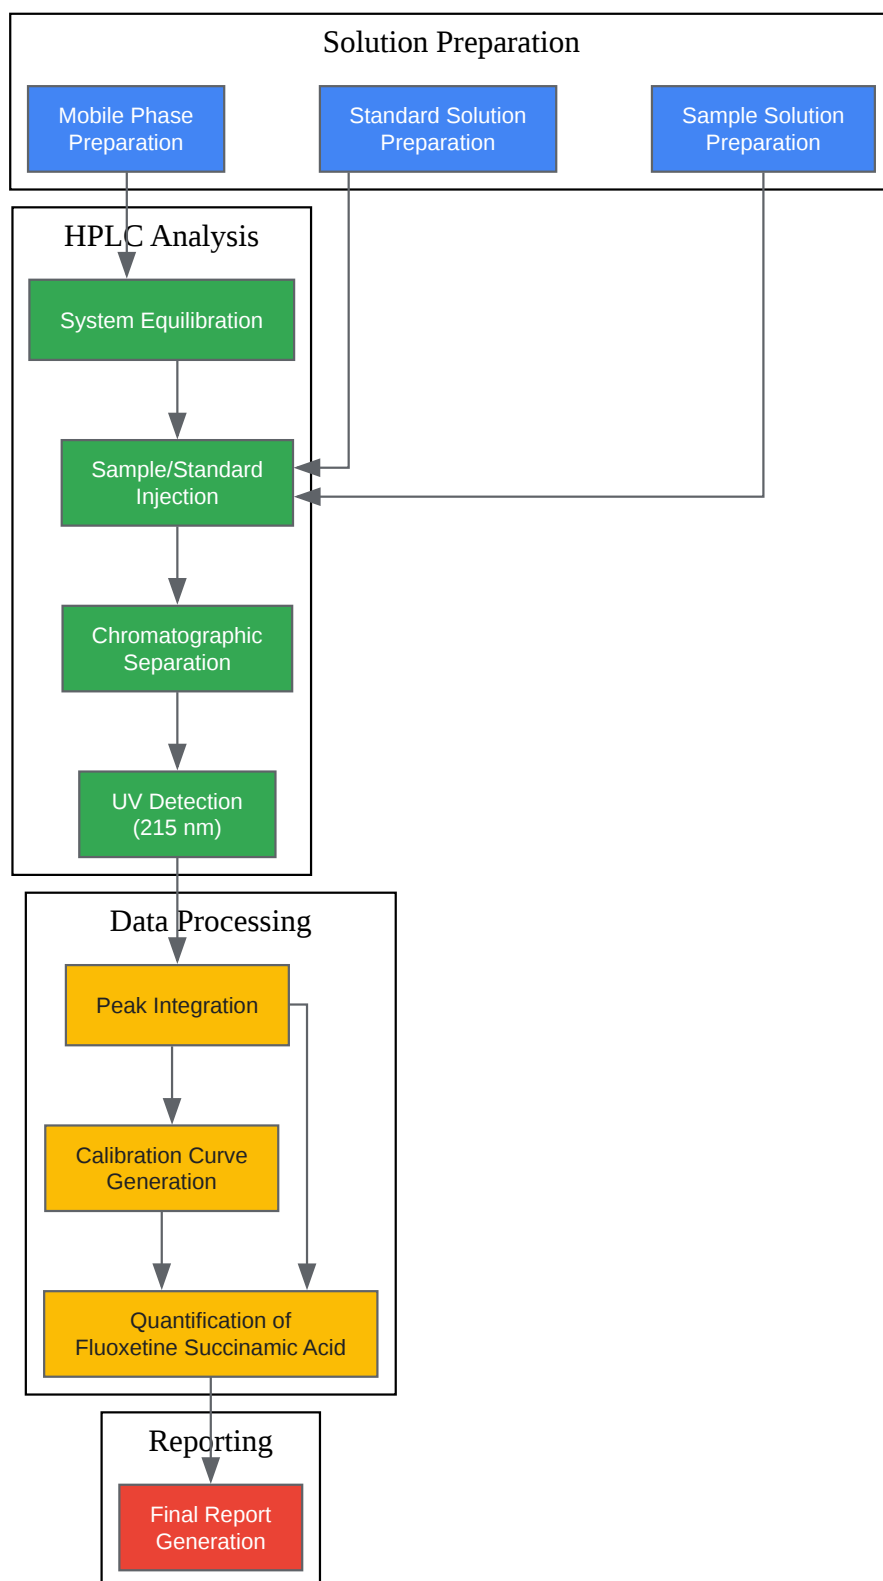 Solution Preparation
Mobile Phase
Preparation
Standard Solution
Preparation
Sample Solution
Preparation
HPLC Analysis
System Equilibration
Sample/Standard
Injection
Chromatographic
Separation
UV Detection
(215 nm)
Data Processing
Peak Integration
Calibration Curve
Generation
Quantification of
Fluoxetine Succinamic Acid
Reporting
Final Report
Generation